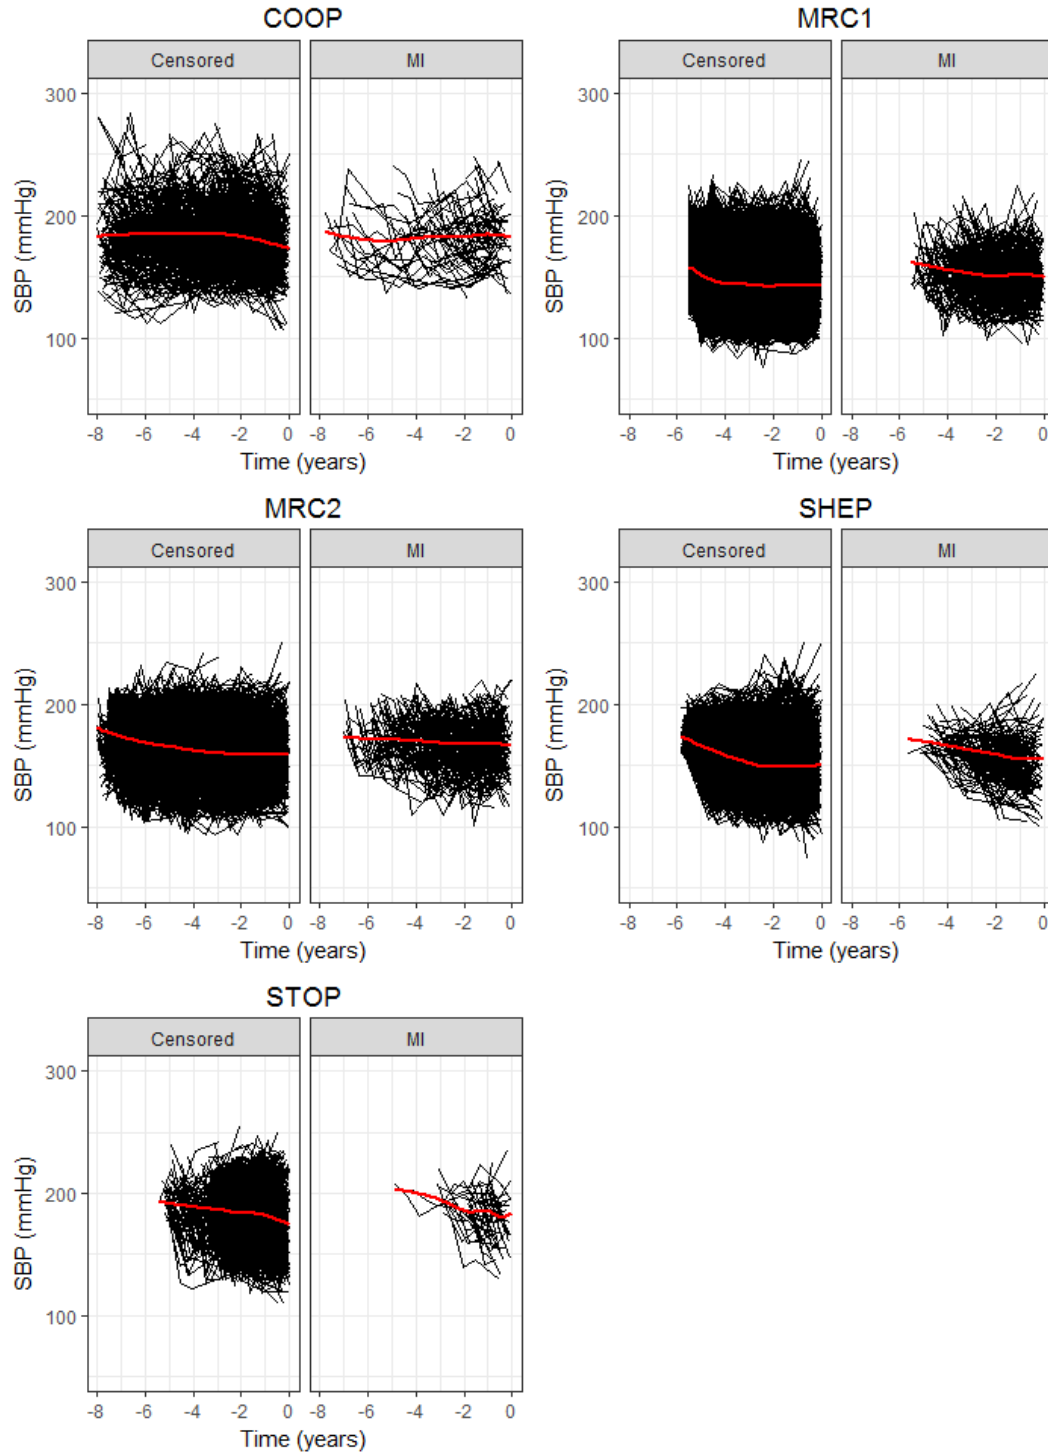 COOP
MRC1
Censored MI
Censored MI
300
200
100
SBP (mmHg)
-8 -6 -4 -2 0 -8 -6 -4 -2 0
Time (years)
300
200
100
SBP (mmHg)
-8 -6 -4 -2 0 -8 -6 -4 -2 0
Time (years)
MRC2
SHEP
Censored MI
Censored MI
300
200
100
SBP (mmHg)
-8 -6 -4 -2 0 -8 -6 -4 -2 0
Time (years)
300
200
100
SBP (mmHg)
-8 -6 -4 -2 0 -8 -6 -4 -2 0
Time (years)
STOP
Censored MI
300
200
100
SBP (mmHg)
-8 -6 -4 -2 0 -8 -6 -4 -2 0
Time (years)